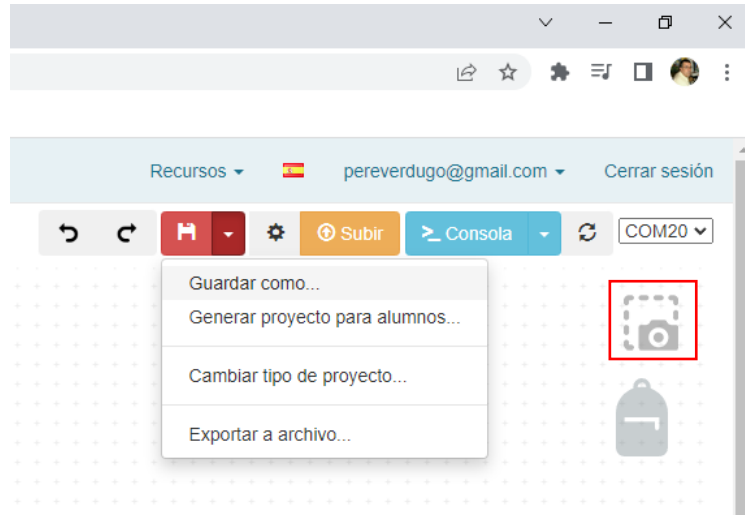 Recursos pereverdugo@gmail.com Cerrar sesión
Subir Consola COM20
Guardar como...
Generar proyecto para alumnos...
Cambiar tipo de proyecto...
Exportar a archivo...